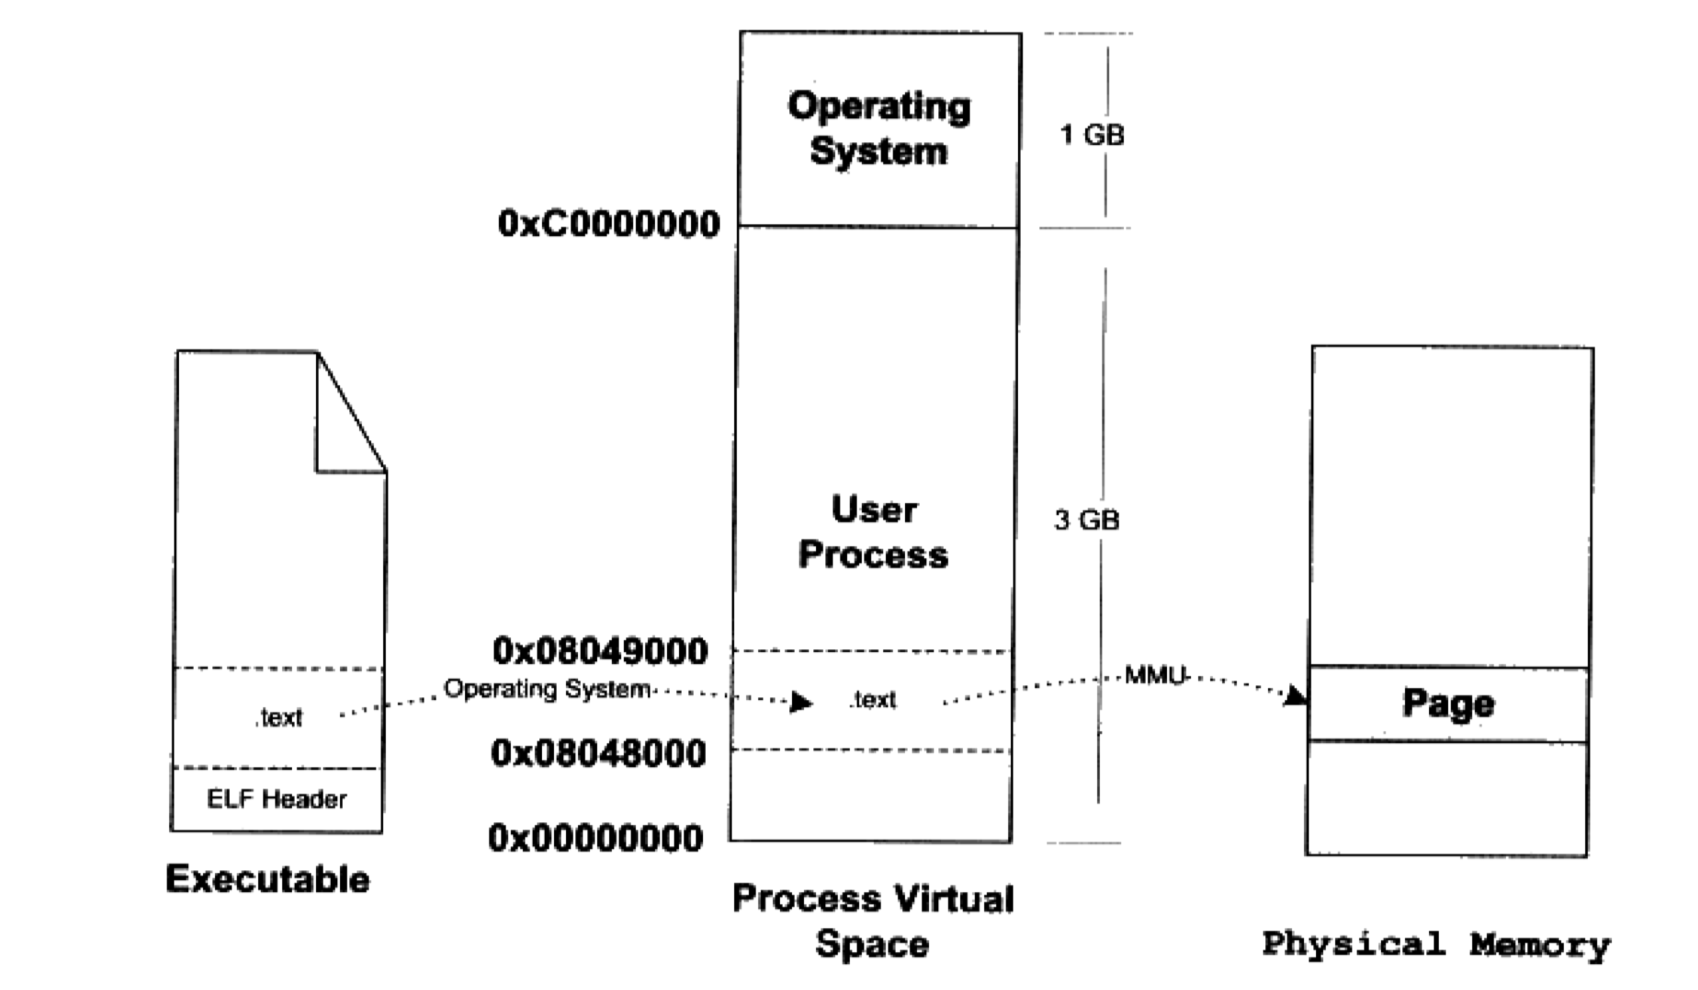 Operating
System
1 GB
0xC0000000
User
Process
3 GB
0x08049000
Operating System
.text
MMU
Page
.text
0x08048000
ELF Header
0x00000000
Executable
Process Virtual
Space
Physical Memory